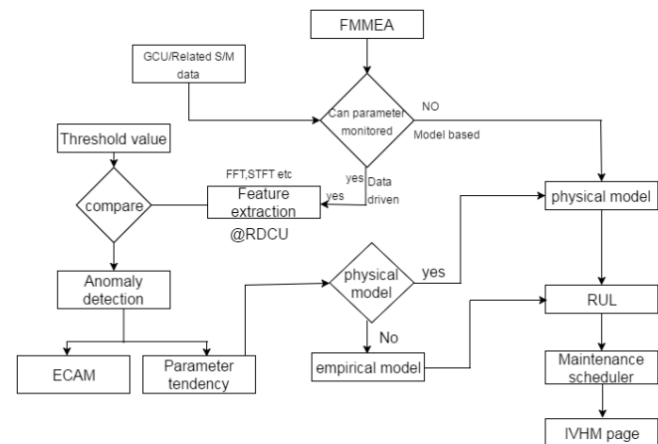 FMMEA
GCU/Related S/M
data
Can parameter
monitored
NO
Model based
Threshold value
FFT,STFT etc
yes
Data
driven
yes
Feature
extraction
@RDCU
compare
physical model
Anomaly
detection
physical
model
yes
RUL
No
ECAM
Parameter
tendency
empirical model
Maintenance
scheduler
IVHM page